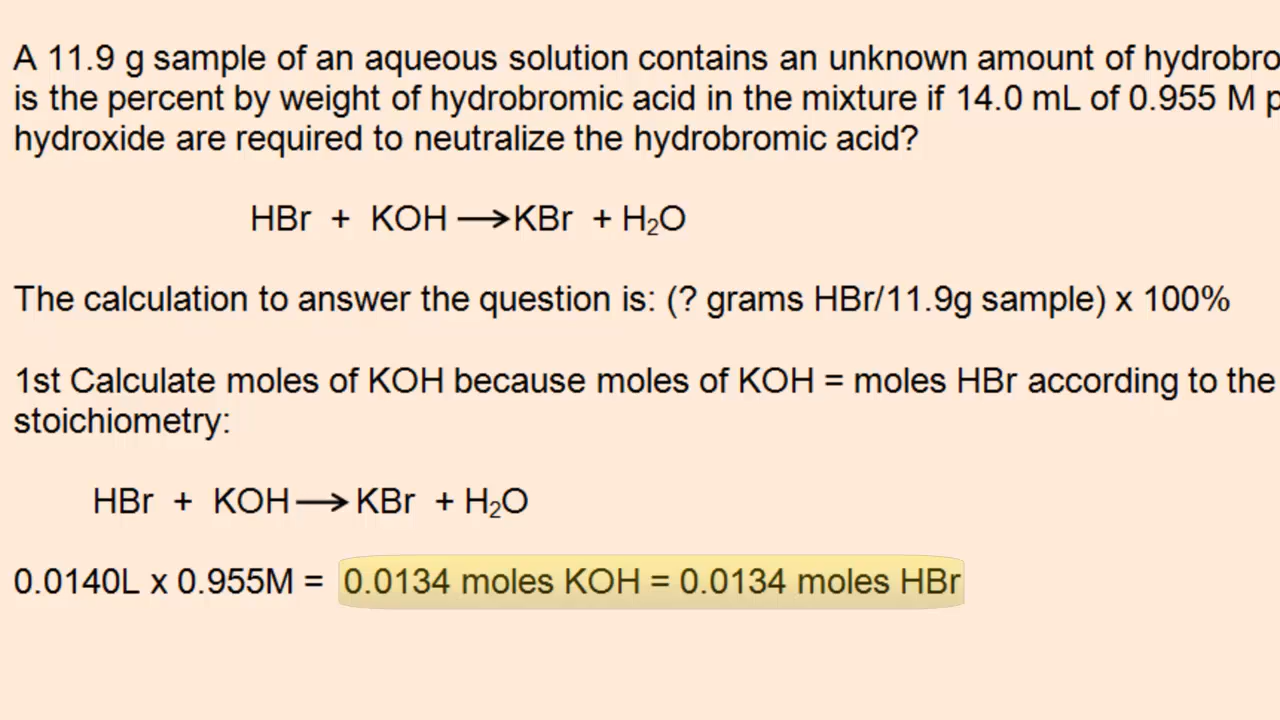 A 11.9 g sample of an aqueous solution contains an unknown amount of hydrobro
is the percent by weight of hydrobromic acid in the mixture if 14.0 mL of 0.955 M p
hydroxide are required to neutralize the hydrobromic acid?
HBr + KOH ⟶ KBr + H₂O
The calculation to answer the question is: (? grams HBr/11.9g sample) x 100%
1st Calculate moles of KOH because moles of KOH = moles HBr according to the
stoichiometry:
HBr + KOH ⟶ KBr + H₂O
0.0140L x 0.955M = 0.0134 moles KOH = 0.0134 moles HBr